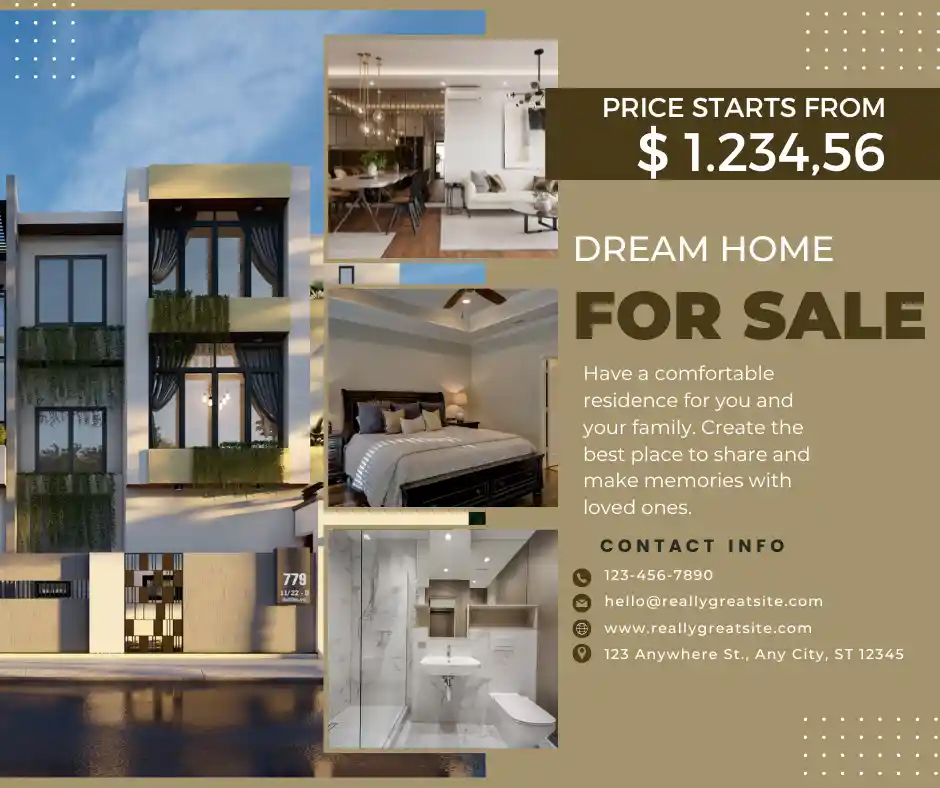 PRICE STARTS FROM
$ 1.234,56
DREAM HOME
FOR SALE
Have a comfortable
residence for you and
your family. Create the
best place to share and
make memories with
loved ones.
CONTACT INFO
123-456-7890
hello@reallygreatsite.com
www.reallygreatsite.com
123 Anywhere St., Any City, ST 12345
779